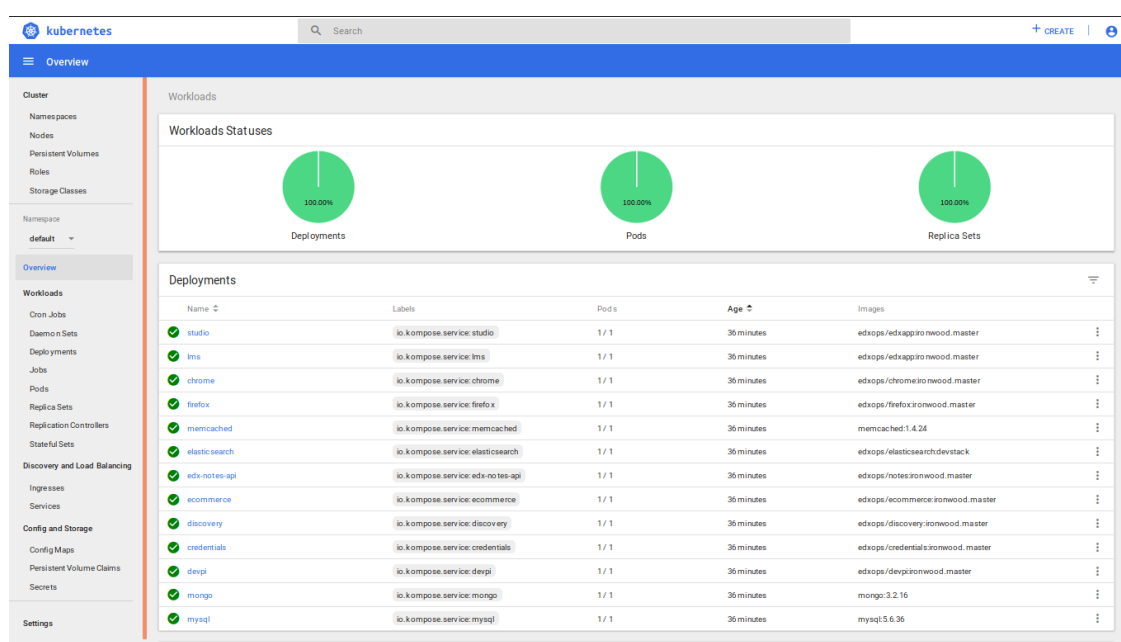 kubernetes
Search
+ CREATE |
Overview
Cluster
Namespaces
Nodes
Persistent Volumes
Roles
Storage Classes
Namespace
default
Overview
Workloads
Cron Jobs
Daemon Sets
Deployments
Jobs
Pods
Replica Sets
Replication Controllers
Stateful Sets
Discovery and Load Balancing
Ingresses
Services
Config and Storage
Config Maps
Persistent Volume Claims
Secrets
Settings
Workloads
Workloads Statuses
100.00% 100.00% 100.00%
Deployments Pods Replica Sets
Deployments
Name Labels Pods Age Images
studio io.kompose.service: studio 1 / 1 36 minutes edxops/edxapp:ironwood.master
lms io.kompose.service: lms 1 / 1 36 minutes edxops/edxapp:ironwood.master
chrome io.kompose.service: chrome 1 / 1 36 minutes edxops/chrome:ironwood.master
firefox io.kompose.service: firefox 1 / 1 36 minutes edxops/firefox:ironwood.master
memcached io.kompose.service: memcached 1 / 1 36 minutes memcached:1.4.24
elasticsearch io.kompose.service: elasticsearch 1 / 1 36 minutes edxops/elasticsearch:devstack
edx-notes-api io.kompose.service: edx-notes-api 1 / 1 36 minutes edxops/notes:ironwood.master
ecommerce io.kompose.service: ecommerce 1 / 1 36 minutes edxops/ecommerce:ironwood.master
discovery io.kompose.service: discovery 1 / 1 36 minutes edxops/discovery:ironwood.master
credentials io.kompose.service: credentials 1 / 1 36 minutes edxops/credentials:ironwood.master
devpi io.kompose.service: devpi 1 / 1 36 minutes edxops/devpi:ironwood.master
mongo io.kompose.service: mongo 1 / 1 36 minutes mongo:3.2.16
mysql io.kompose.service: mysql 1 / 1 36 minutes mysql:5.6.36